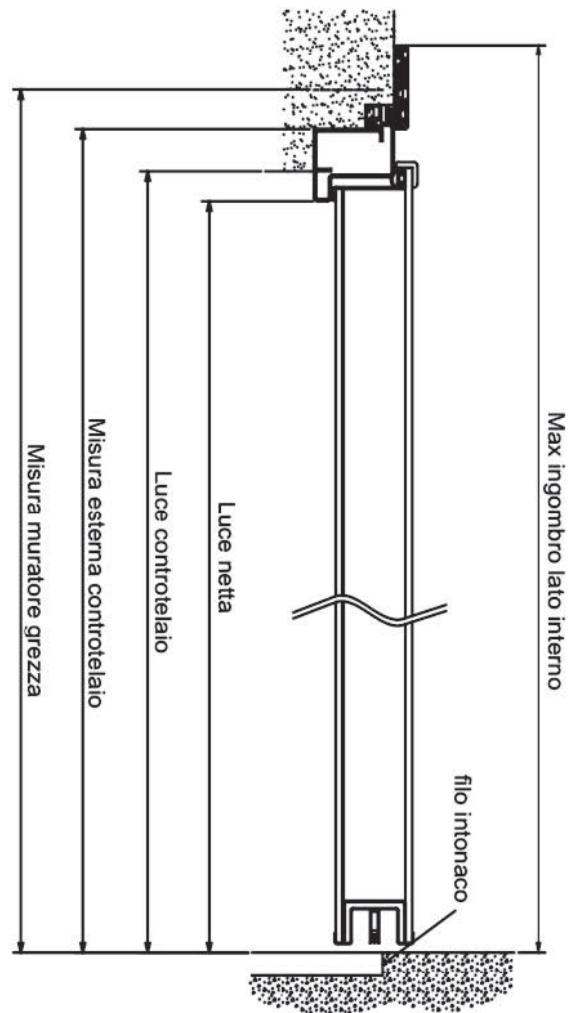 Max ingombro lato interno
filo intonaco
Luce netta
Luce controtelaio
Misura esterna controtelaio
Misura muratore grezza